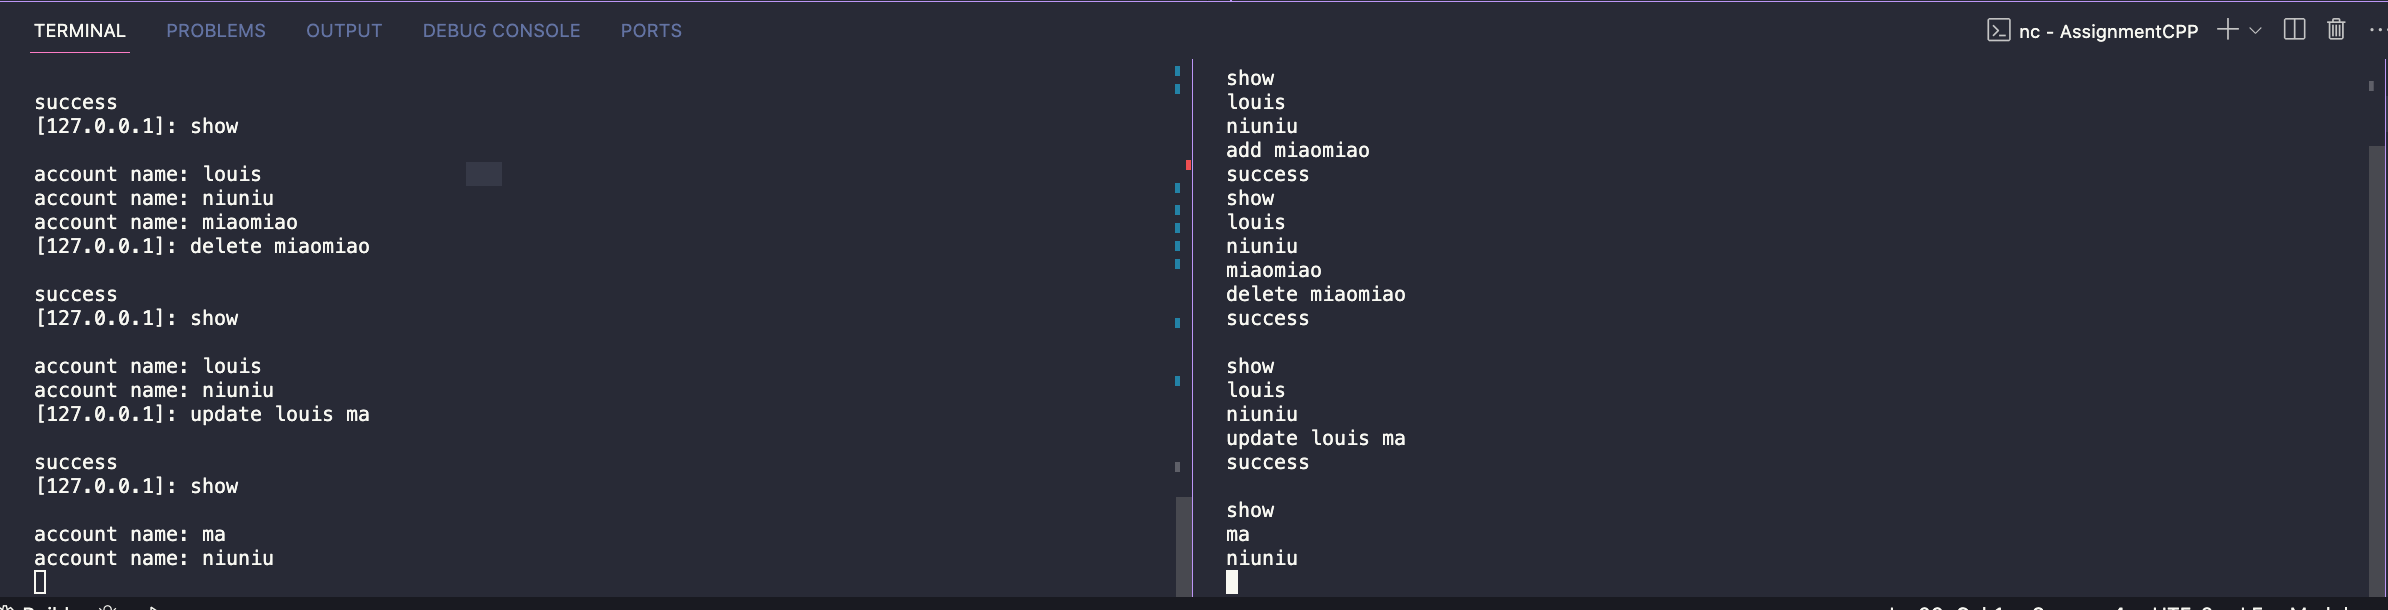 TERMINAL PROBLEMS OUTPUT DEBUG CONSOLE PORTS
nc - AssignmentCPP
success
[127.0.0.1]: show
account name: louis
account name: niuniu
account name: miaomiao
[127.0.0.1]: delete miaomiao
success
[127.0.0.1]: show
account name: louis
account name: niuniu
[127.0.0.1]: update louis ma
success
[127.0.0.1]: show
account name: ma
account name: niuniu
show
louis
niuniu
add miaomiao
success
show
louis
niuniu
miaomiao
delete miaomiao
success
show
louis
niuniu
update louis ma
success
show
ma
niuniu